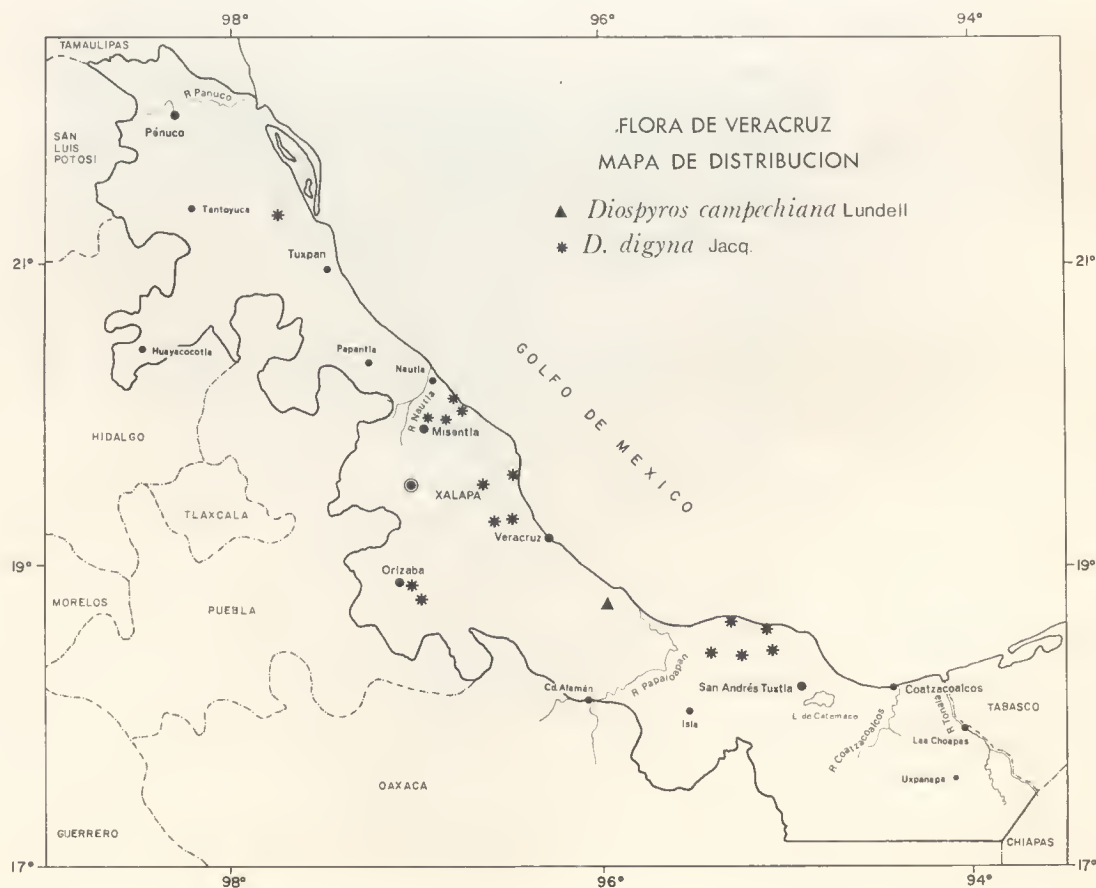 98° 96° 94°
TAMAULIPAS
R Panuco
Pánuco
SAN
LUIS
POTOSI
FLORA DE VERACRUZ
MAPA DE DISTRIBUCION
▲ Diospyros campechiana Lundell
✱ D. digyna Jacq.
Tantoyuca
Tuxpan
21° 21°
Huayacocotla
Papantla
Nautla
R Nautla
Misantla
GOLFO DE MEXICO
HIDALGO
XALAPA
TLAXCALA
Veracruz
19° 19°
Orizaba
MORELOS
PUEBLA
R Papaloapan
Cd. Alemán
San Andrés Tuxtla
Coatzacoalcos
TABASCO
Isla
L. de Catemaco
R Coatzacoalcos
R Tonala
Las Choapas
Uxpanapa
OAXACA
GUERRERO
CHIAPAS
17° 17°
98° 96° 94°